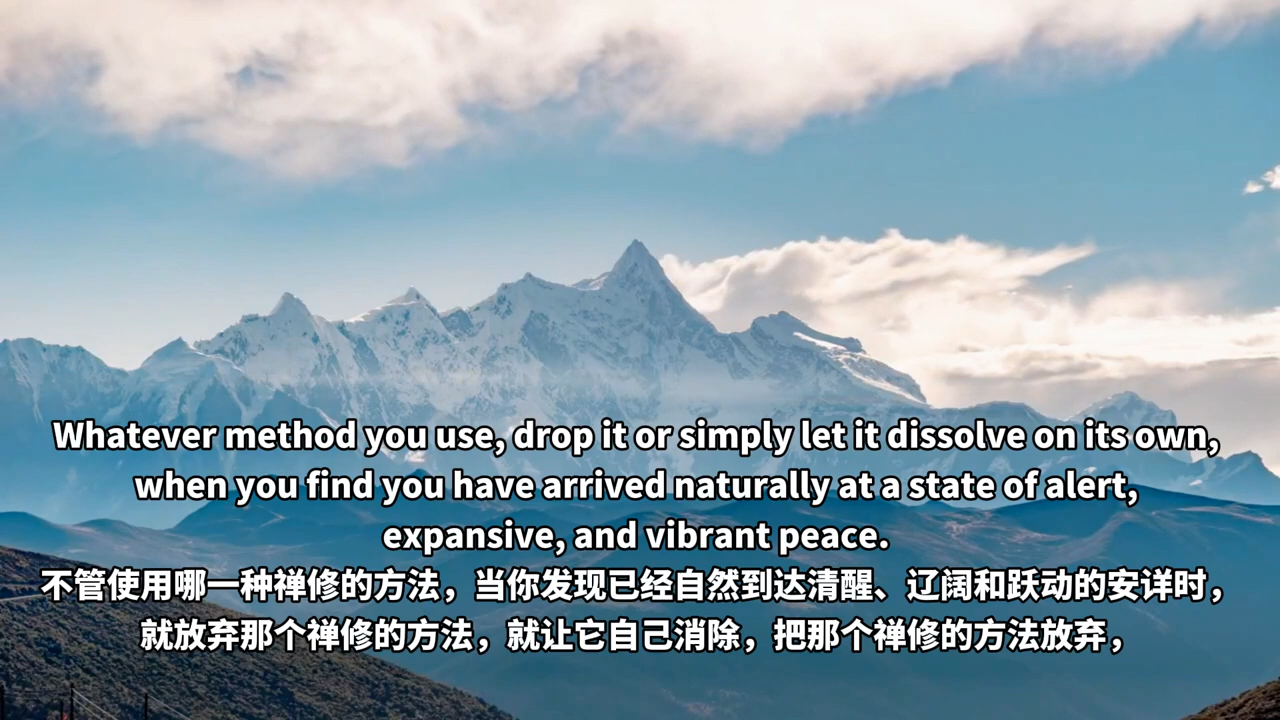 Whatever method you use, drop it or simply let it dissolve on its own,
when you find you have arrived naturally at a state of alert,
expansive, and vibrant peace.
不管使用哪一种禅修的方法，当你发现已经自然到达清醒、辽阔和跃动的安详时，
就放弃那个禅修的方法，就让它自己消除，把那个禅修的方法放弃，